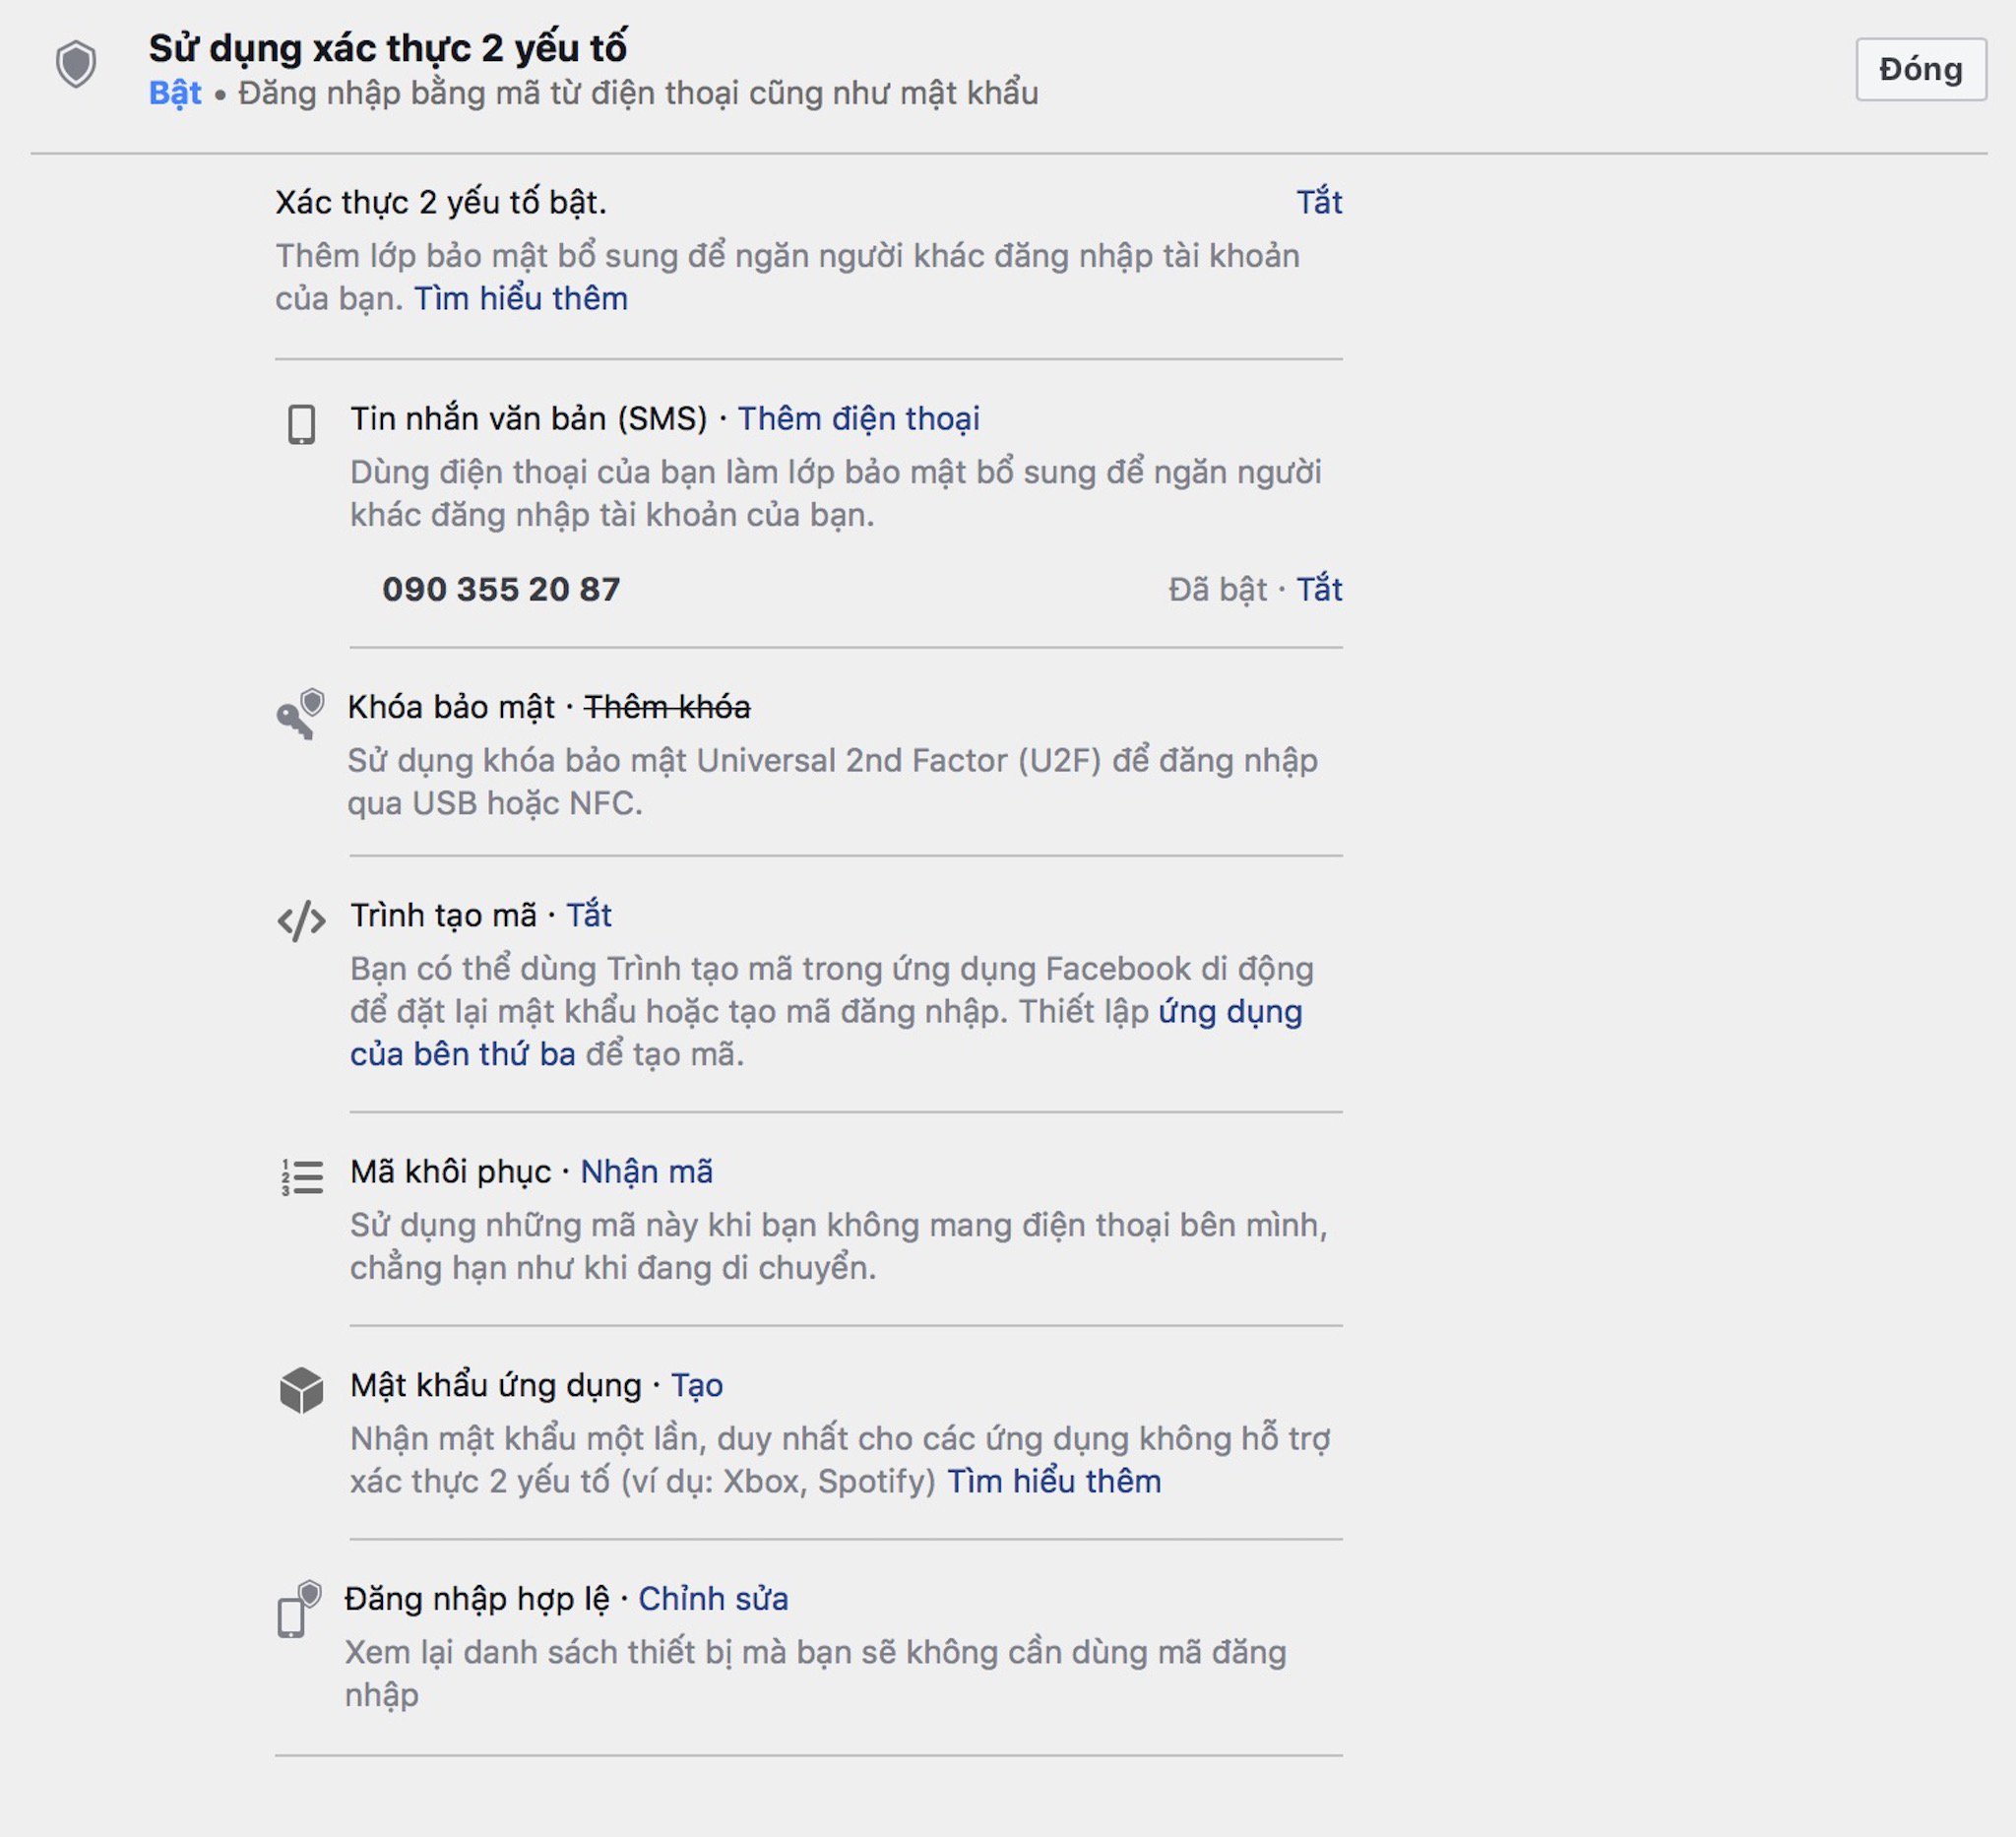 Sử dụng xác thực 2 yếu tố
Bật • Đăng nhập bằng mã từ điện thoại cũng như mật khẩu
Đóng
Xác thực 2 yếu tố bật.
Tắt
Thêm lớp bảo mật bổ sung để ngăn người khác đăng nhập tài khoản
của bạn. Tìm hiểu thêm
Tin nhắn văn bản (SMS) · Thêm điện thoại
Dùng điện thoại của bạn làm lớp bảo mật bổ sung để ngăn người
khác đăng nhập tài khoản của bạn.
090 355 20 87
Đã bật · Tắt
Khóa bảo mật · Thêm khóa
Sử dụng khóa bảo mật Universal 2nd Factor (U2F) để đăng nhập
qua USB hoặc NFC.
Trình tạo mã · Tắt
Bạn có thể dùng Trình tạo mã trong ứng dụng Facebook di động
để đặt lại mật khẩu hoặc tạo mã đăng nhập. Thiết lập ứng dụng
của bên thứ ba để tạo mã.
1
2
3
Mã khôi phục · Nhận mã
Sử dụng những mã này khi bạn không mang điện thoại bên mình,
chẳng hạn như khi đang di chuyển.
Mật khẩu ứng dụng · Tạo
Nhận mật khẩu một lần, duy nhất cho các ứng dụng không hỗ trợ
xác thực 2 yếu tố (ví dụ: Xbox, Spotify) Tìm hiểu thêm
Đăng nhập hợp lệ · Chỉnh sửa
Xem lại danh sách thiết bị mà bạn sẽ không cần dùng mã đăng
nhập